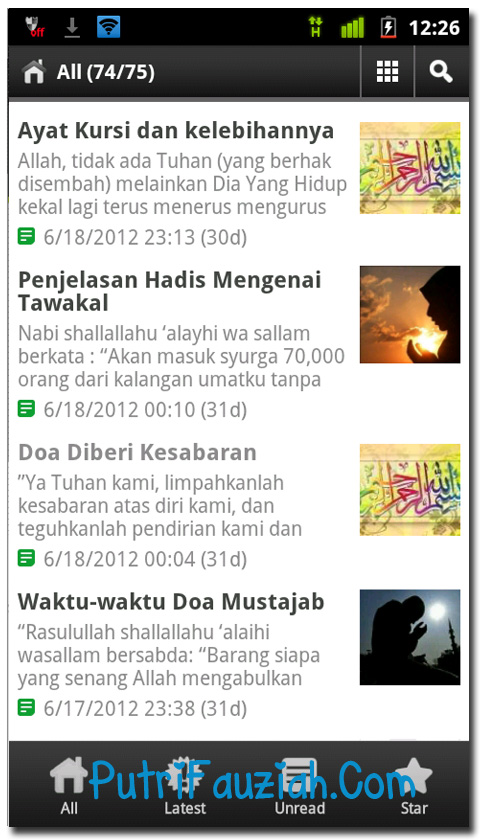 off
H
12:26
All (74/75)
Ayat Kursi dan kelebihannya
Allah, tidak ada Tuhan (yang berhak
disembah) melainkan Dia Yang Hidup
kekal lagi terus menerus mengurus
6/18/2012 23:13 (30d)
Penjelasan Hadis Mengenai
Tawakal
Nabi shallallahu ‘alayhi wa sallam
berkata : “Akan masuk syurga 70,000
orang dari kalangan umatku tanpa
6/18/2012 00:10 (31d)
Doa Diberi Kesabaran
”Ya Tuhan kami, limpahkanlah
kesabaran atas diri kami, dan
teguhkanlah pendirian kami dan
6/18/2012 00:04 (31d)
Waktu-waktu Doa Mustajab
“Rasulullah shallallahu ‘alaihi
wasallam bersabda: “Barang siapa
yang senang Allah mengabulkan
6/17/2012 23:38 (31d)
PutriFauziah.Com
All Latest Unread Star